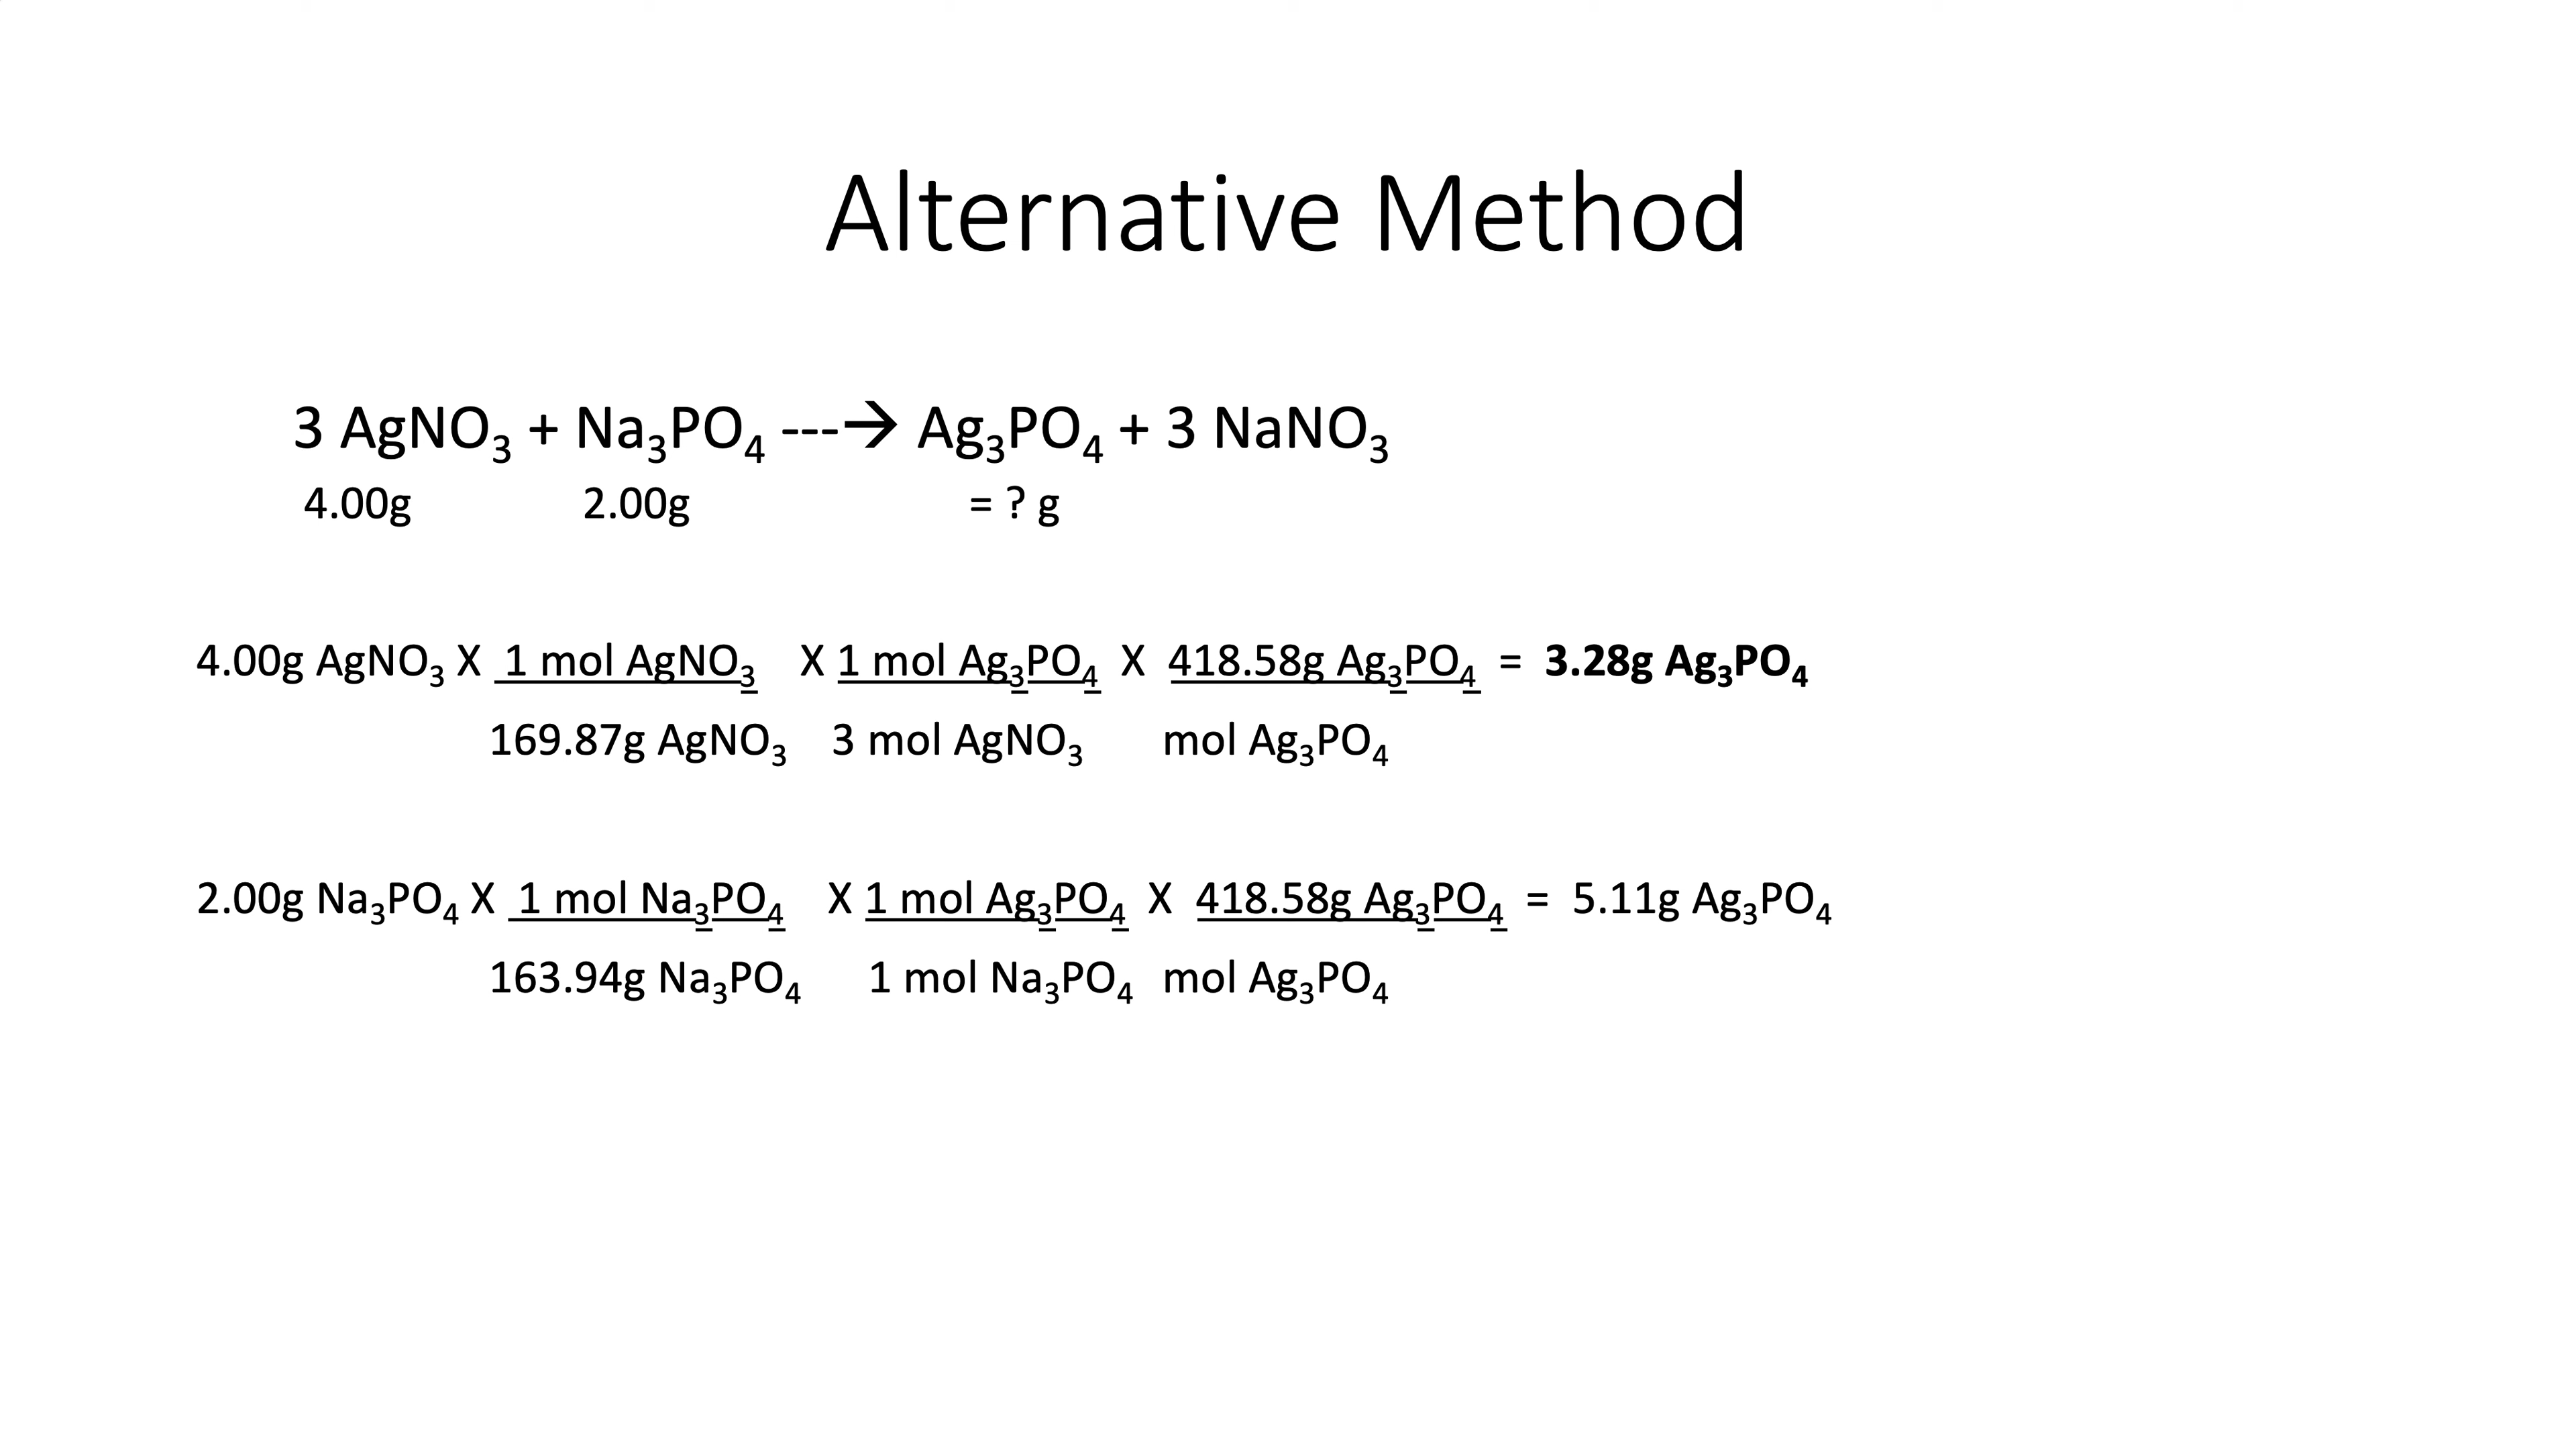 Alternative Method
3 AgNO₃ + Na₃PO₄ ---→ Ag₃PO₄ + 3 NaNO₃
4.00g 2.00g = ? g
4.00g AgNO₃ X 1 mol AgNO₃ X 1 mol Ag₃PO₄ X 418.58g Ag₃PO₄ = 3.28g Ag₃PO₄
169.87g AgNO₃ 3 mol AgNO₃ mol Ag₃PO₄
2.00g Na₃PO₄ X 1 mol Na₃PO₄ X 1 mol Ag₃PO₄ X 418.58g Ag₃PO₄ = 5.11g Ag₃PO₄
163.94g Na₃PO₄ 1 mol Na₃PO₄ mol Ag₃PO₄